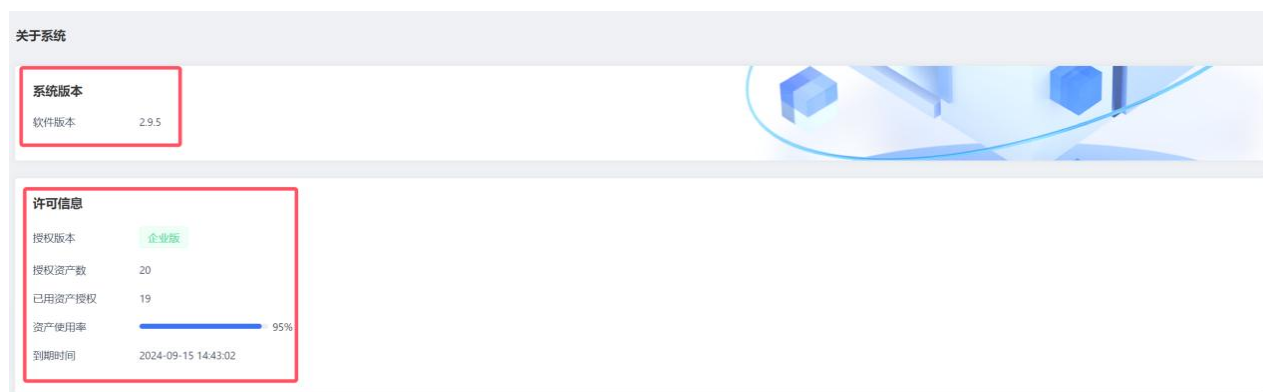 关于系统
系统版本
软件版本 2.9.5
许可信息
授权版本 企业版
授权资产数 20
已用资产授权 19
资产使用率 95%
到期时间 2024-09-15 14:43:02